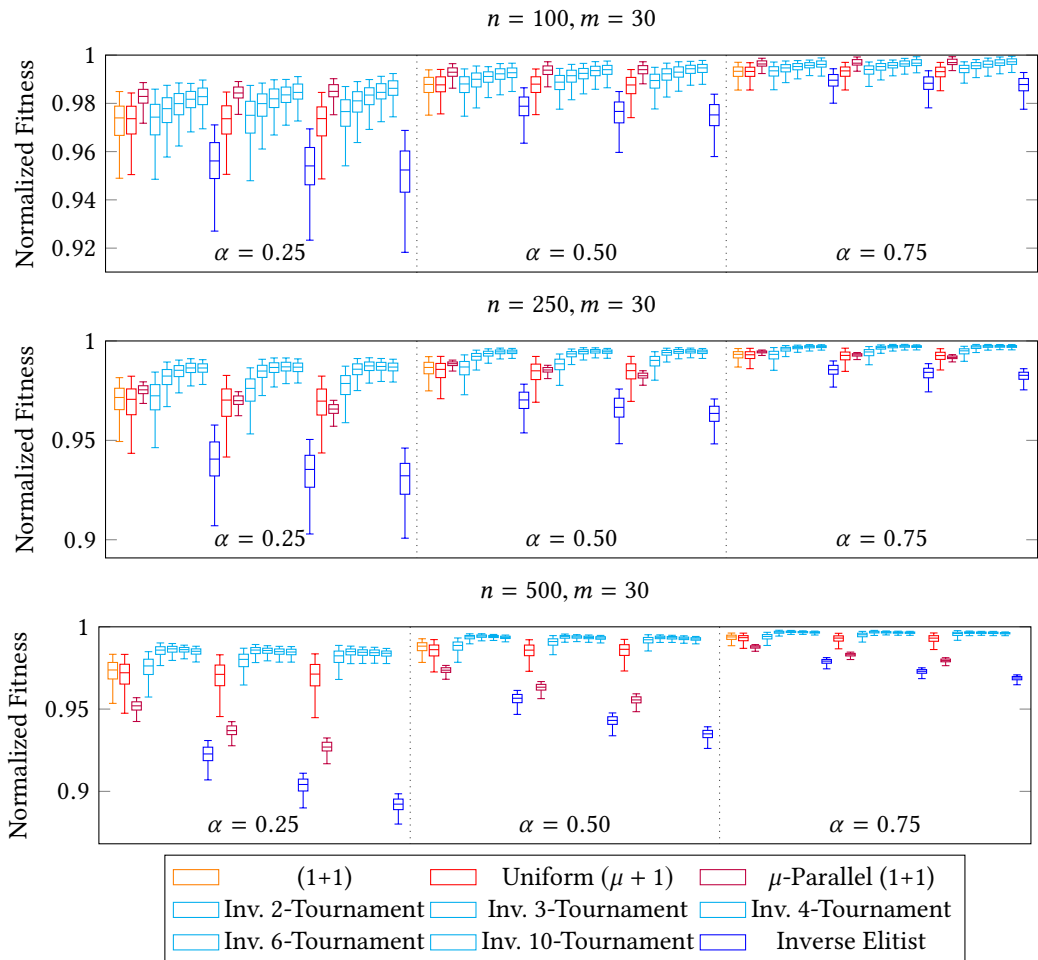 n = 100, m = 30
Normalized Fitness
1
0.98
0.96
0.94
0.92
α = 0.25
α = 0.50
α = 0.75
n = 250, m = 30
Normalized Fitness
1
0.95
0.9
α = 0.25
α = 0.50
α = 0.75
n = 500, m = 30
Normalized Fitness
1
0.95
0.9
α = 0.25
α = 0.50
α = 0.75
(1+1) Uniform (μ + 1) μ-Parallel (1+1)
Inv. 2-Tournament Inv. 3-Tournament Inv. 4-Tournament
Inv. 6-Tournament Inv. 10-Tournament Inverse Elitist